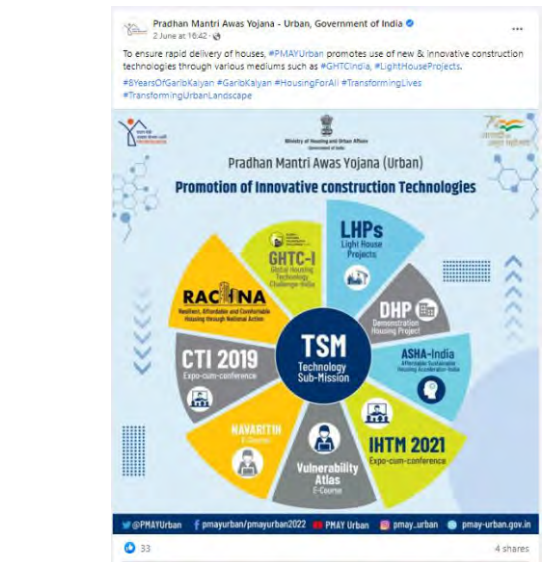 Pradhan Mantri Awas Yojana - Urban, Government of India
2 June at 16:42
To ensure rapid delivery of houses, #PMAYUrban promotes use of new & innovative construction
technologies through various mediums such as #GHTCIndia, #LightHouseProjects.
#8YearsOfGaribKalyan #GaribKalyan #HousingForAll #TransformingLives
#TransformingUrbanLandscape
Ministry of Housing and Urban Affairs
Government of India
Pradhan Mantri Awas Yojana (Urban)
Promotion of Innovative construction Technologies
LHPs
Light House
Projects
GHTC-I
Global Housing
Technology
Challenge-India
RACHNA
Resilient, Affordable and Comfortable
Housing through National Action
DHP
Demonstration
Housing Project
TSM
Technology
Sub-Mission
CTI 2019
Expo-cum-conference
ASHA-India
Affordable Sustainable
Housing Accelerator-India
NAVARITIH
E-Course
IHTM 2021
Expo-cum-conference
Vulnerability
Atlas
E-Course
@PMAYUrban pmayurban/pmayurban2022 PMAY Urban pmay_urban pmay-urban.gov.in
33
4 shares